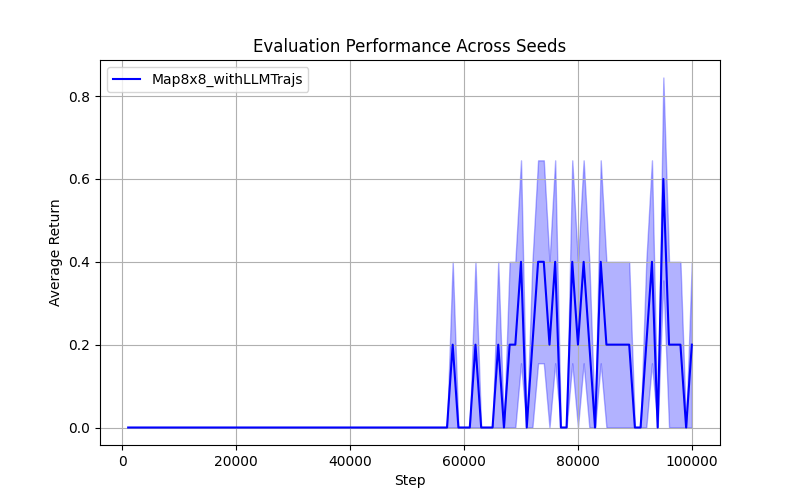 Evaluation Performance Across Seeds
Map8x8_withLLMTrajs
Average Return
0.8
0.6
0.4
0.2
0.0
0 20000 40000 60000 80000 100000
Step